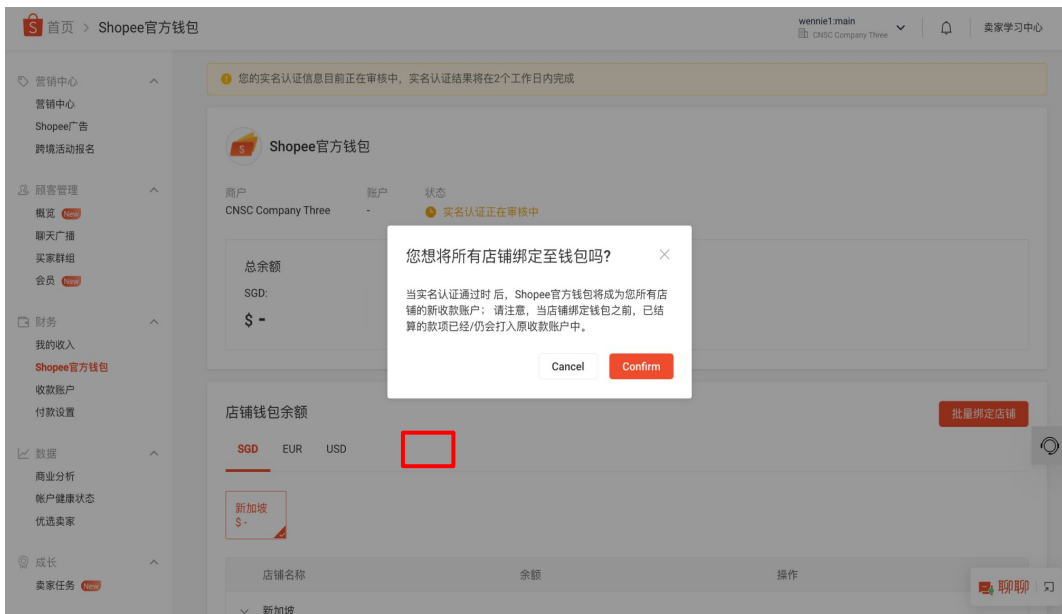 首页 > Shopee官方钱包
wennie1:main
CNSC Company Three
卖家学习中心
营销中心
营销中心
Shopee广告
跨境活动报名
顾客管理
概览 New
聊天广播
买家群组
会员 New
财务
我的收入
Shopee官方钱包
收款账户
付款设置
数据
商业分析
帐户健康状态
优选卖家
成长
卖家任务 New
您的实名认证信息目前正在审核中，实名认证结果将在2个工作日内完成
Shopee官方钱包
商户 账户 状态
CNSC Company Three - 实名认证正在审核中
总余额
SGD:
$ -
您想将所有店铺绑定至钱包吗?
当实名认证通过时 后，Shopee官方钱包将成为您所有店
铺的新收款账户； 请注意，当店铺绑定钱包之前，已结
算的款项已经/仍会打入原收款账户中。
Cancel Confirm
店铺钱包余额
批量绑定店铺
SGD EUR USD
新加坡
$ -
店铺名称 余额 操作
新加坡
聊聊